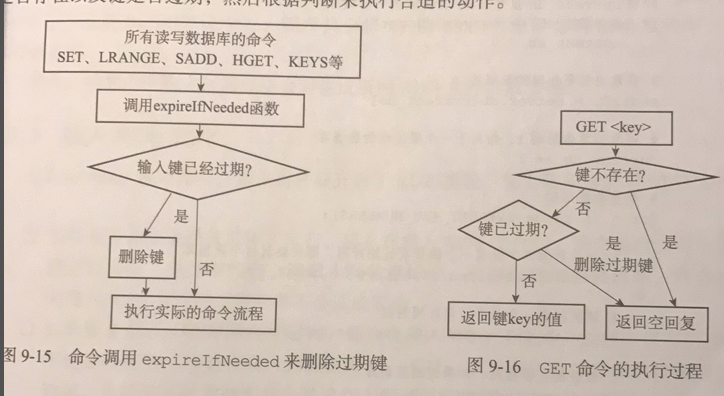 是否存在以及键是否过期，然后根据判断来执行合适的动作。
所有读写数据库的命令
SET、LRANGE、SADD、HGET、KEYS等
调用expireIfNeeded函数
输入键已经过期?
是
删除键
否
执行实际的命令流程
图 9-15 命令调用 expireIfNeeded 来删除过期键
GET <key>
键不存在?
否
键已过期?
是
删除过期键
是
否
返回键key的值
返回空回复
图 9-16 GET 命令的执行过程